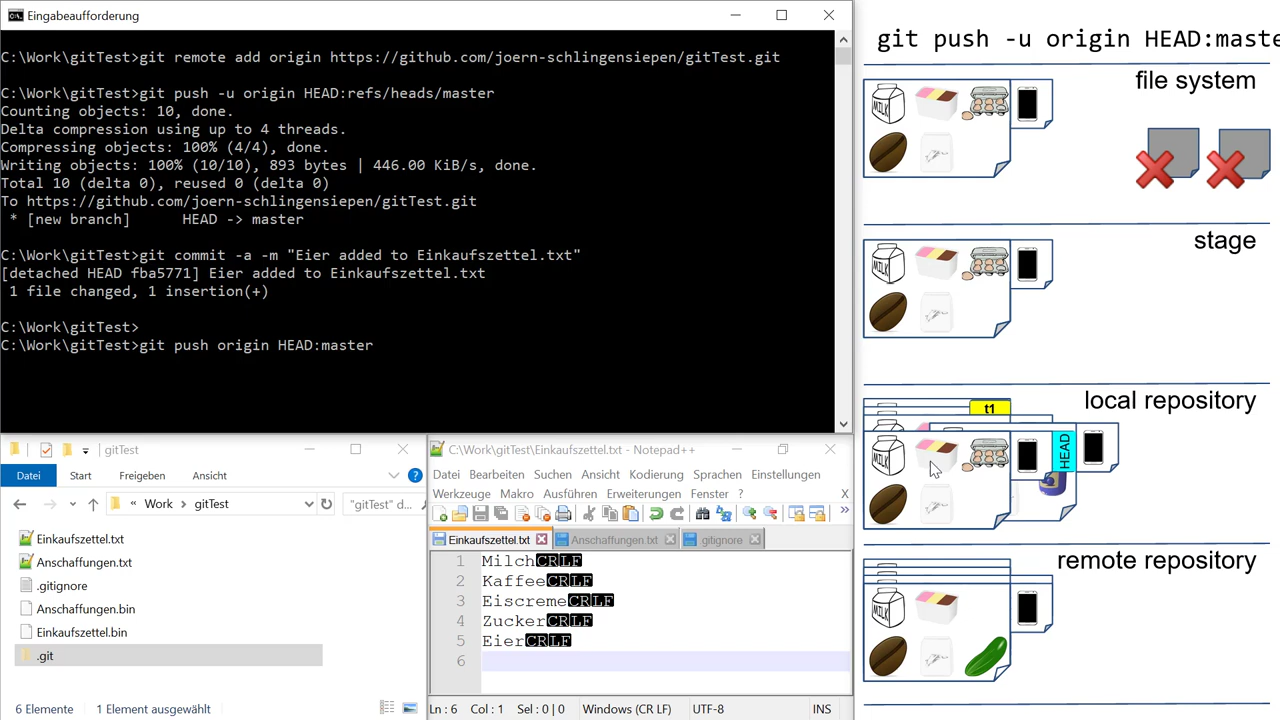 Eingabeaufforderung
C:\Work\gitTest>git remote add origin https://github.com/joern-schlingensiepen/gitTest.git
C:\Work\gitTest>git push -u origin HEAD:refs/heads/master
Counting objects: 10, done.
Delta compression using up to 4 threads.
Compressing objects: 100% (4/4), done.
Writing objects: 100% (10/10), 893 bytes | 446.00 KiB/s, done.
Total 10 (delta 0), reused 0 (delta 0)
To https://github.com/joern-schlingensiepen/gitTest.git
* [new branch]      HEAD -> master
C:\Work\gitTest>git commit -a -m "Eier added to Einkaufszettel.txt"
[detached HEAD fba5771] Eier added to Einkaufszettel.txt
1 file changed, 1 insertion(+)
C:\Work\gitTest>
C:\Work\gitTest>git push origin HEAD:master
gitTest
Datei Start Freigeben Ansicht
« Work > gitTest "gitTest" d...
Einkaufszettel.txt
Anschaffungen.txt
.gitignore
Anschaffungen.bin
Einkaufszettel.bin
.git
6 Elemente 1 Element ausgewählt
C:\Work\gitTest\Einkaufszettel.txt - Notepad++
Datei Bearbeiten Suchen Ansicht Kodierung Sprachen Einstellungen
Werkzeuge Makro Ausführen Erweiterungen Fenster ? X
Einkaufszettel.txt Anschaffungen.txt gitignore
1 MilchCRLF
2 KaffeeCRLF
3 EiscremeCRLF
4 ZuckerCRLF
5 EierCRLF
6
Ln : 6 Col : 1 Sel : 0 | 0 Windows (CR LF) UTF-8 INS
git push -u origin HEAD:maste
file system
MILK
stage
MILK
local repository
t1
HEAD
MILK
remote repository
MILK